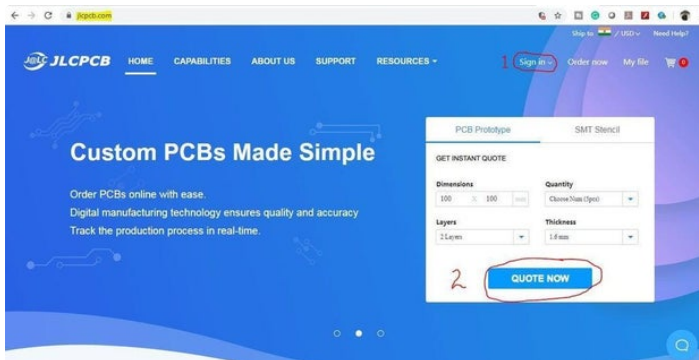 jlcpcb.com
Ship to / USD Need Help?
J@LC JLCPCB HOME CAPABILITIES ABOUT US SUPPORT RESOURCES 1 Sign in Order now My file 0
PCB Prototype SMT Stencil
Custom PCBs Made Simple
GET INSTANT QUOTE
Order PCBs online with ease.
Digital manufacturing technology ensures quality and accuracy
Track the production process in real-time.
Dimensions Quantity
100 X 100 mm Choose Num (5pcs)
Layers Thickness
2 Layers 1.6 mm
2 QUOTE NOW